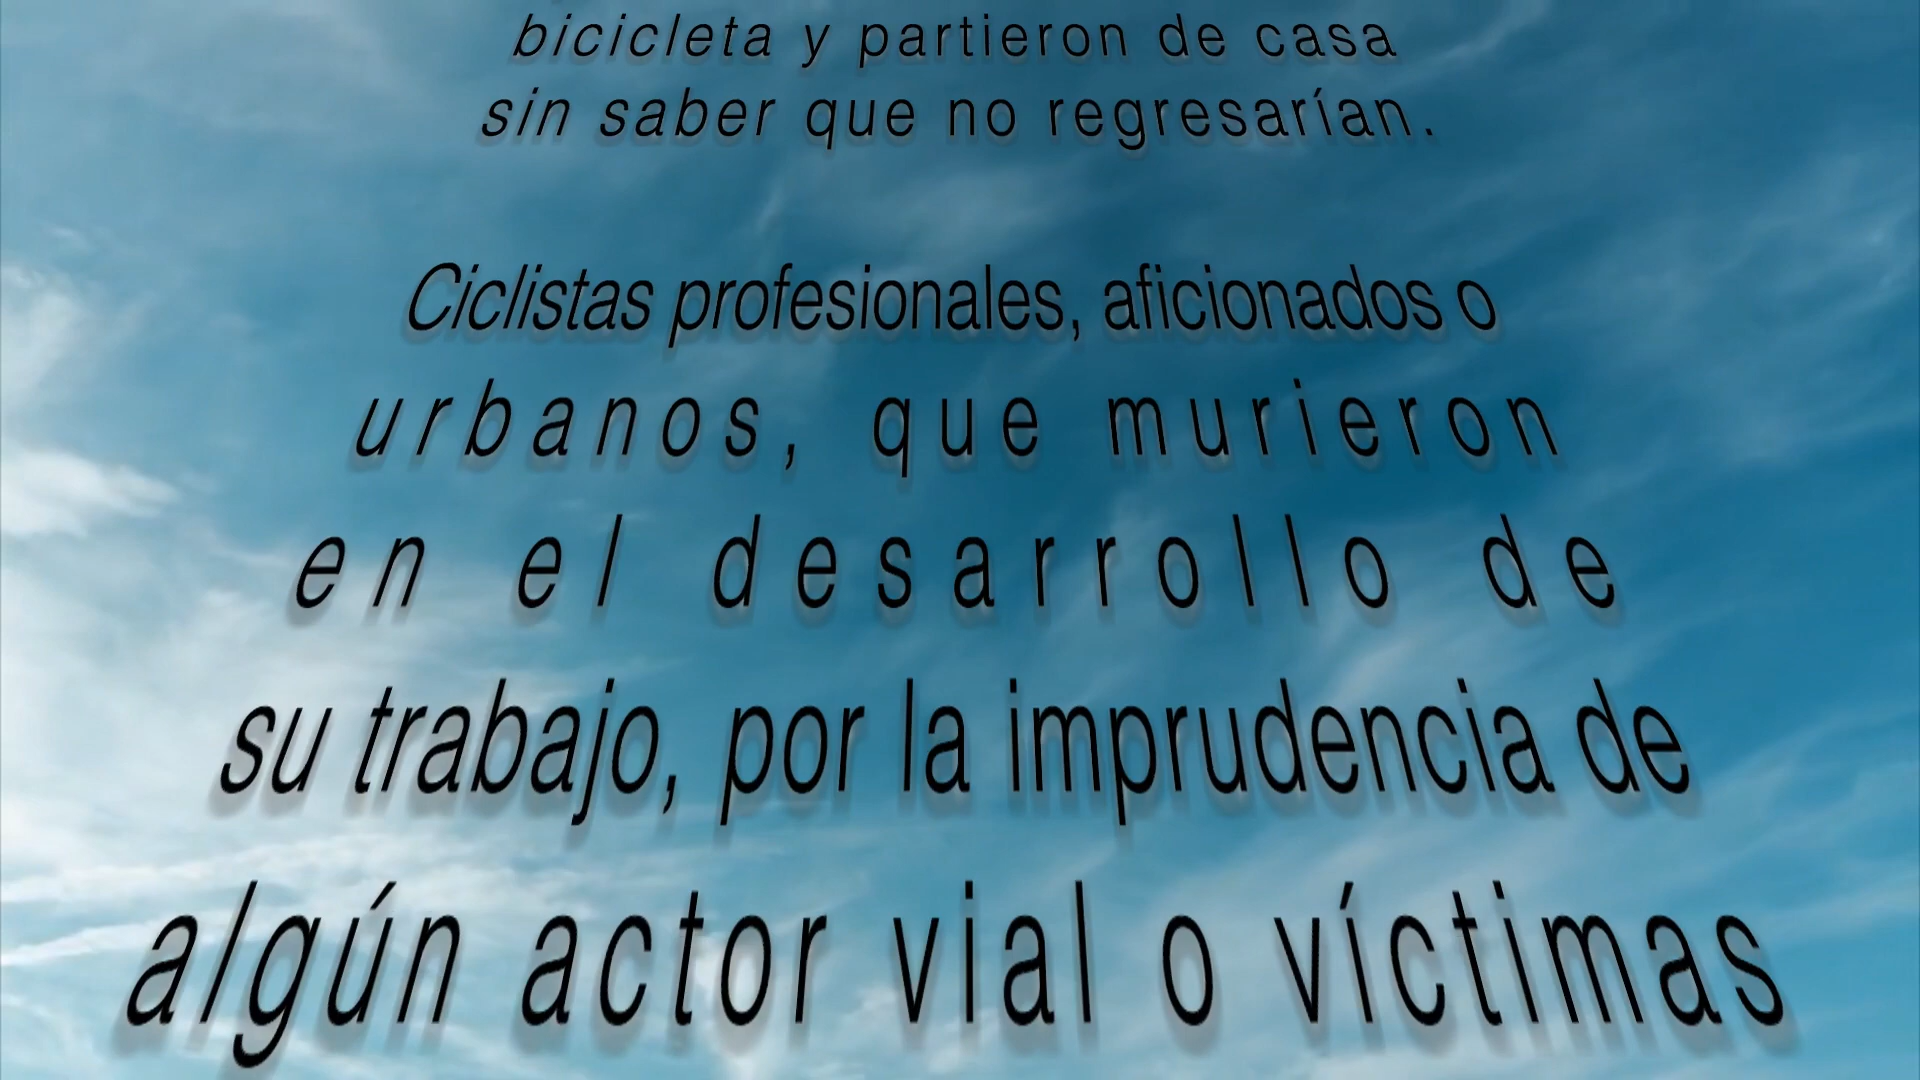 bicicleta y partieron de casa
sin saber que no regresarían.
Ciclistas profesionales, aficionados o
urbanos, que murieron
en el desarrollo de
su trabajo, por la imprudencia de
algún actor vial o víctimas